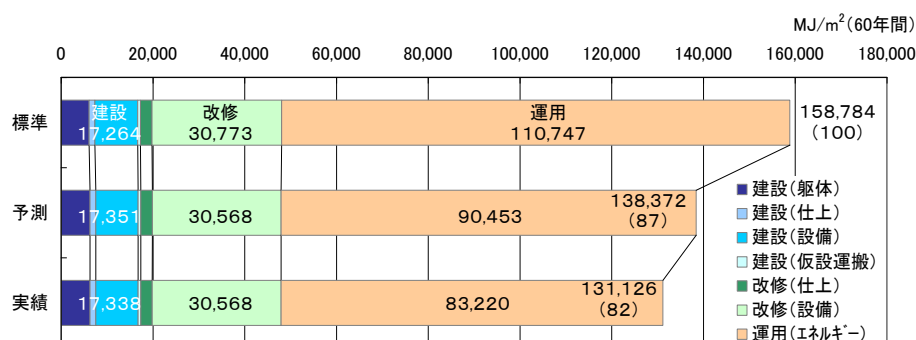 MJ/m²(60年間)
0 20,000 40,000 60,000 80,000 100,000 120,000 140,000 160,000 180,000
標準 建設 17,264 改修 30,773 運用 110,747 158,784 (100)
予測 17,351 30,568 90,453 138,372 (87)
実績 17,338 30,568 83,220 131,126 (82)
建設(躯体)
建設(仕上)
建設(設備)
建設(仮設運搬)
改修(仕上)
改修(設備)
運用(エネルギー)